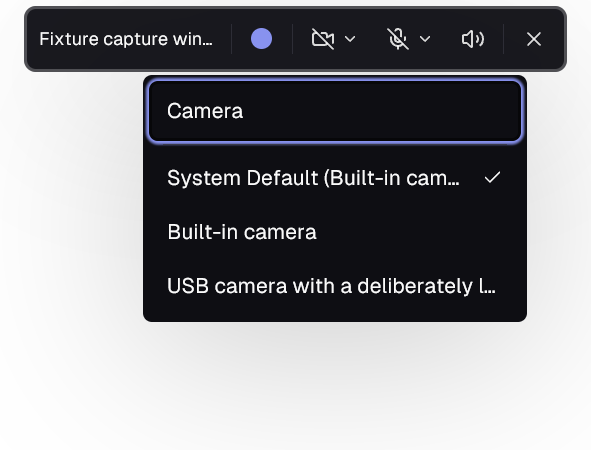 Fixture capture win...
Camera
System Default (Built-in cam...
Built-in camera
USB camera with a deliberately l...